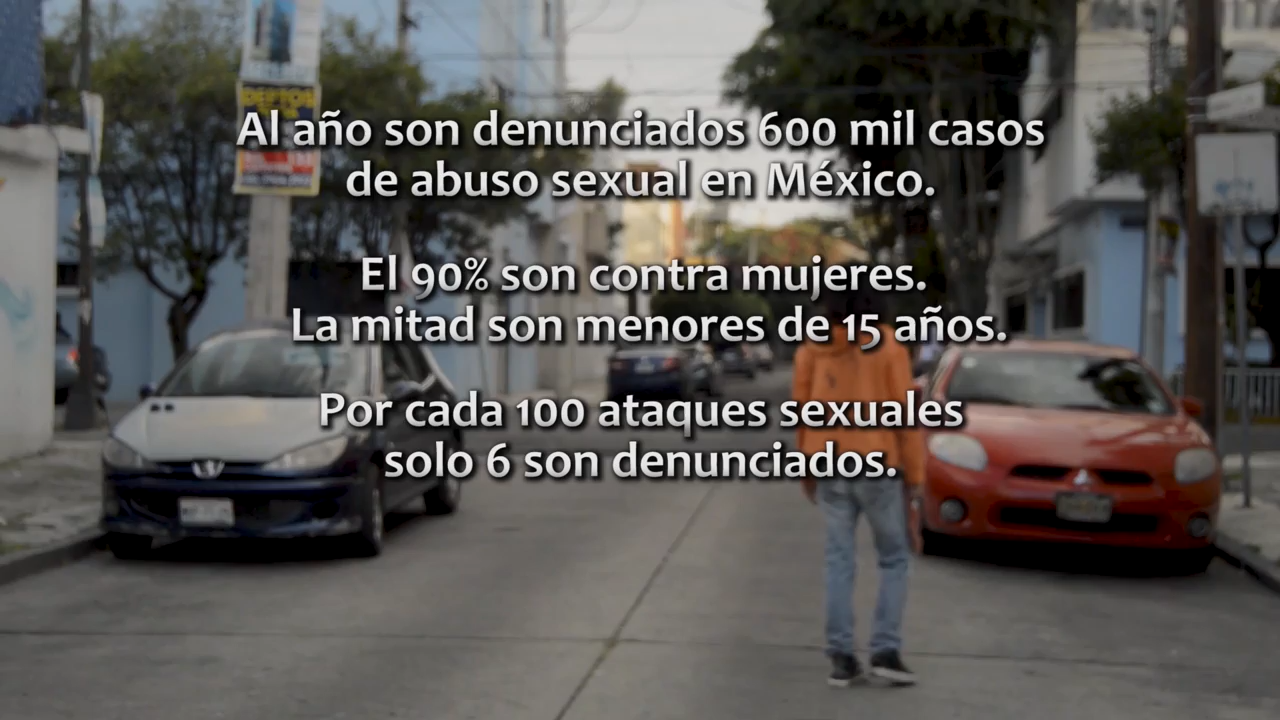 Al año son denunciados 600 mil casos
de abuso sexual en México.
El 90% son contra mujeres.
La mitad son menores de 15 años.
Por cada 100 ataques sexuales
solo 6 son denunciados.